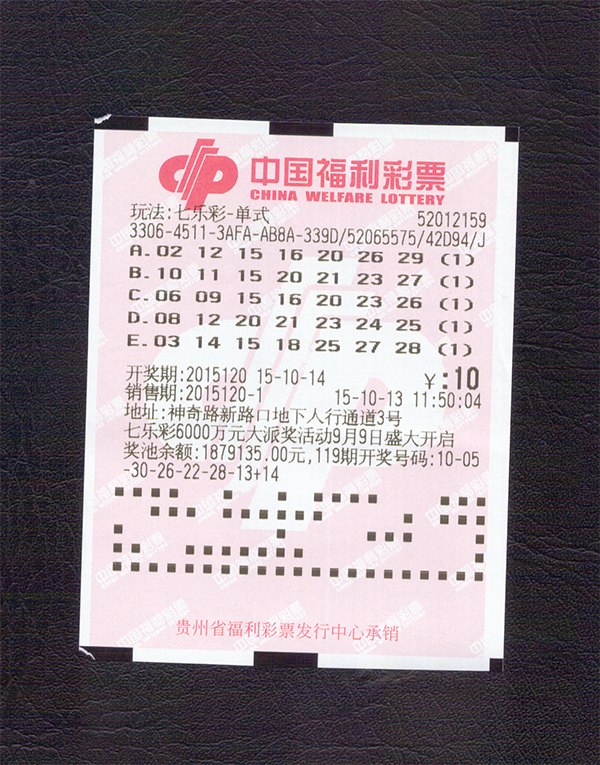 中国福利彩票
CHINA WELFARE LOTTERY
玩法:七乐彩-单式 52012159
3306-4511-3AFA-AB8A-339D/52065575/42D94/J
A.02 12 15 16 20 26 29 (1)
B.10 11 15 20 21 23 27 (1)
C.06 09 15 16 20 23 26 (1)
D.08 12 20 21 23 24 25 (1)
E.03 14 15 18 25 27 28 (1)
开奖期:2015120 15-10-14 ￥:10
销售期:2015120-1 15-10-13 11:50:04
地址:神奇路新路口地下人行通道3号
七乐彩6000万元大派奖活动9月9日盛大开启
奖池余额:1879135.00元,119期开奖号码:10-05
-30-26-22-28-13+14
贵州省福利彩票发行中心承销